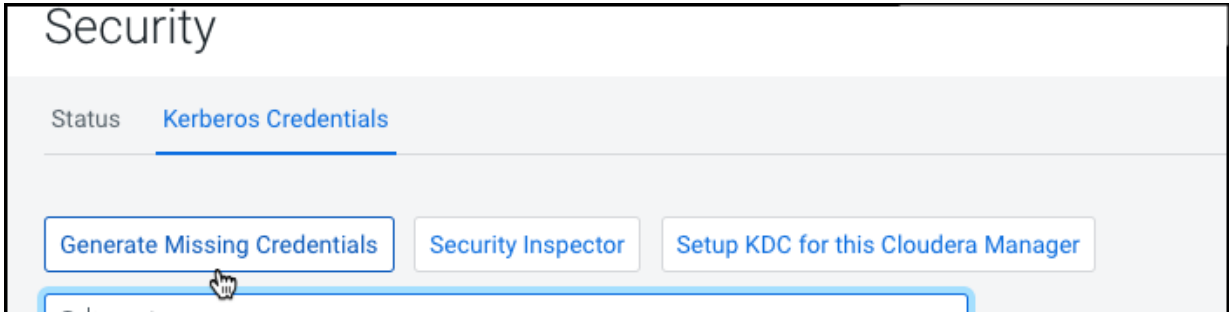 Security
Status Kerberos Credentials
Generate Missing Credentials Security Inspector Setup KDC for this Cloudera Manager